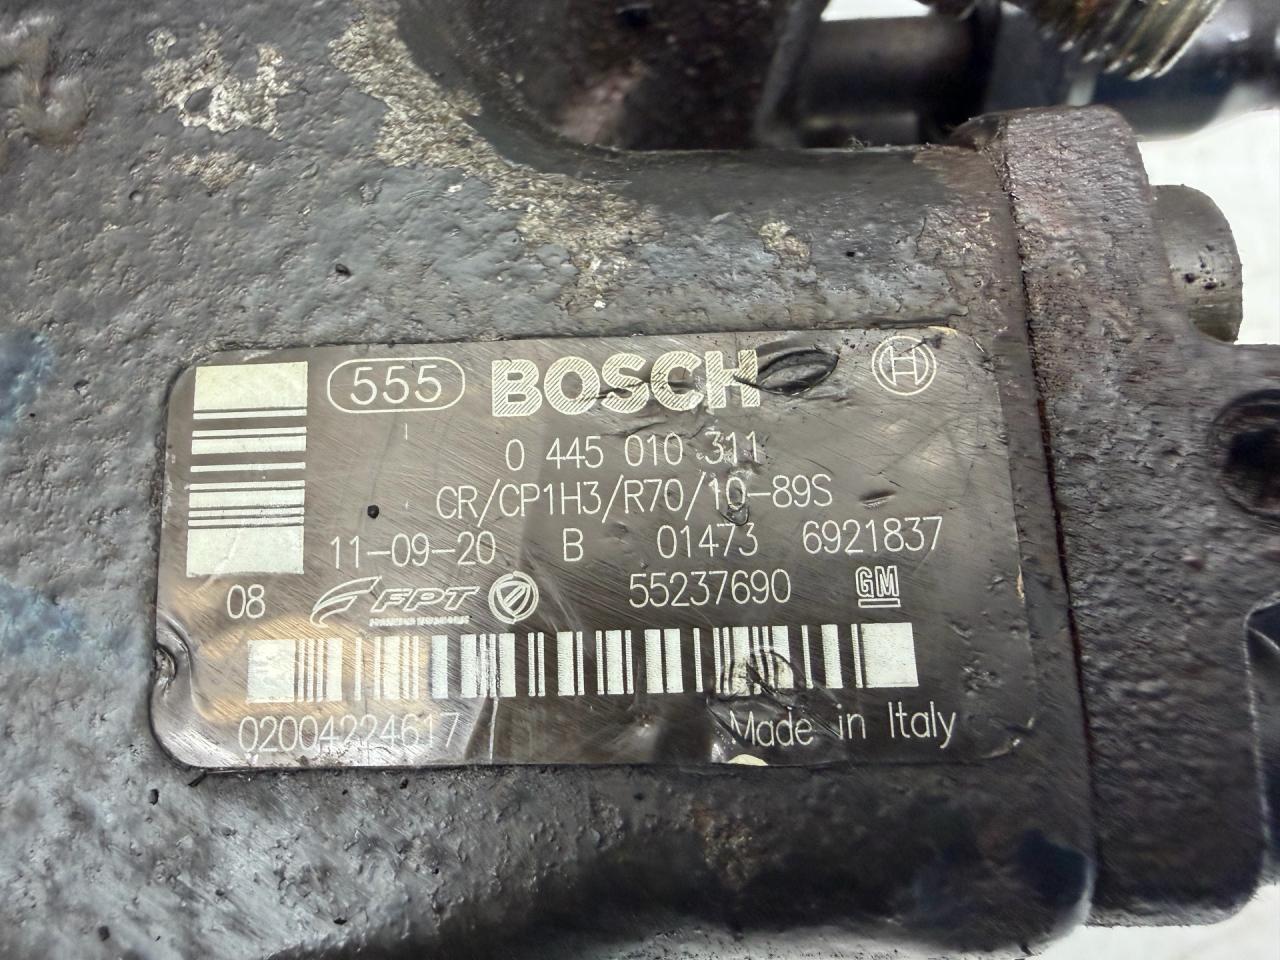 555 BOSCH H
0 445 010 311
CR/CP1H3/R70/10-89S
11-09-20 B 01473 6921837
08 FPT 55237690 GM
02004224617 Made in Italy